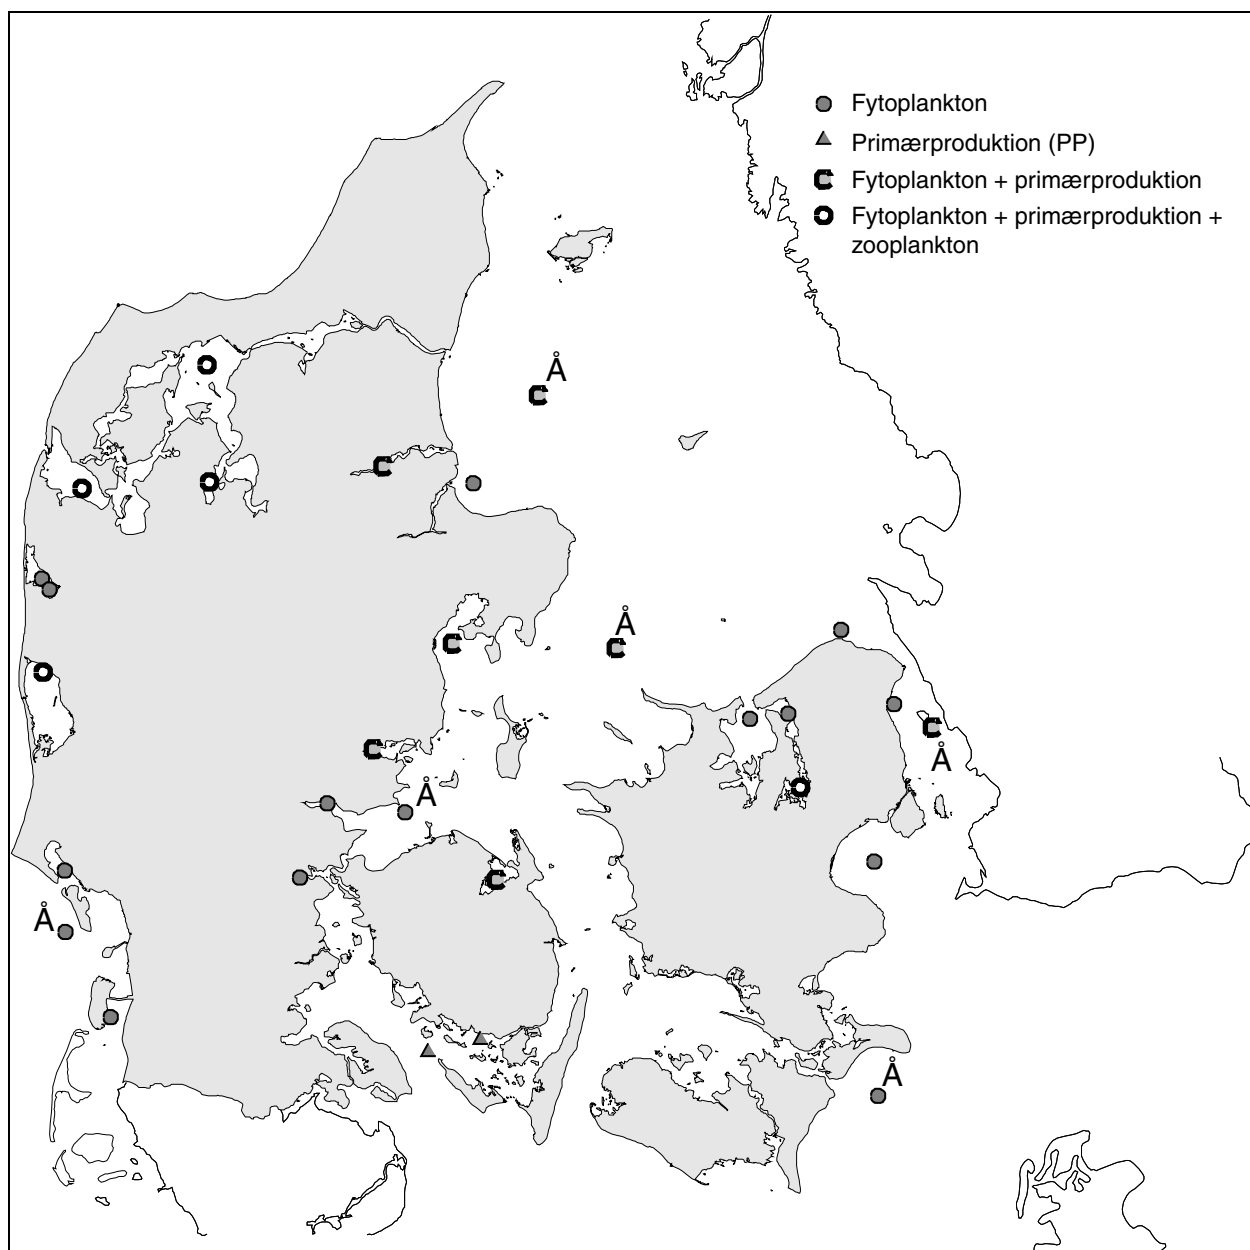 Fytoplankton
Primærproduktion (PP)
Fytoplankton + primærproduktion
Fytoplankton + primærproduktion +
zooplankton
Å
Å
Å
Å
Å
Å